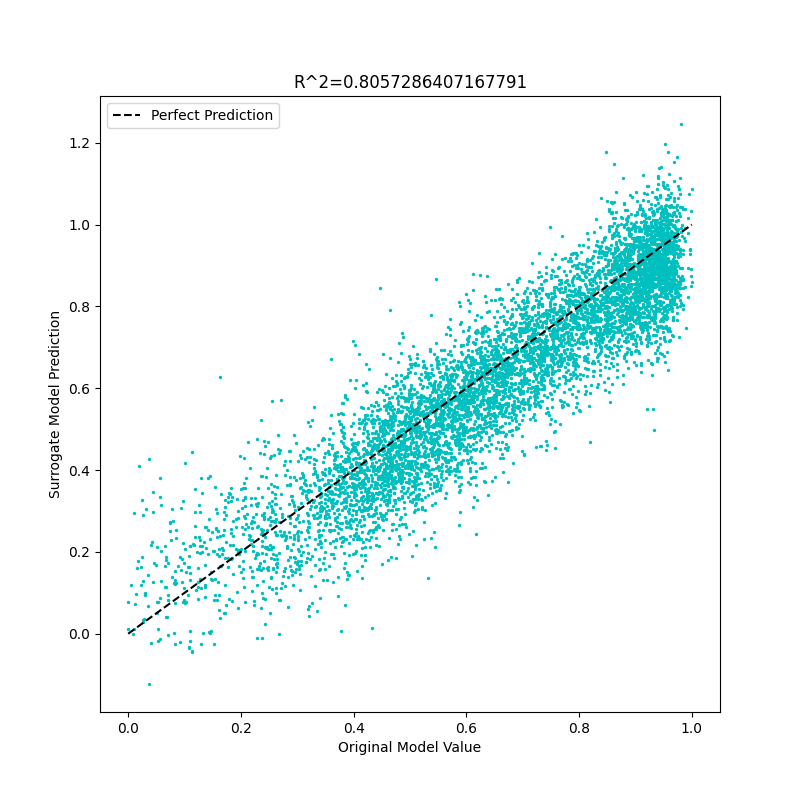 R^2=0.8057286407167791
Perfect Prediction
1.2
1.0
0.8
0.6
0.4
0.2
0.0
Surrogate Model Prediction
0.0 0.2 0.4 0.6 0.8 1.0
Original Model Value